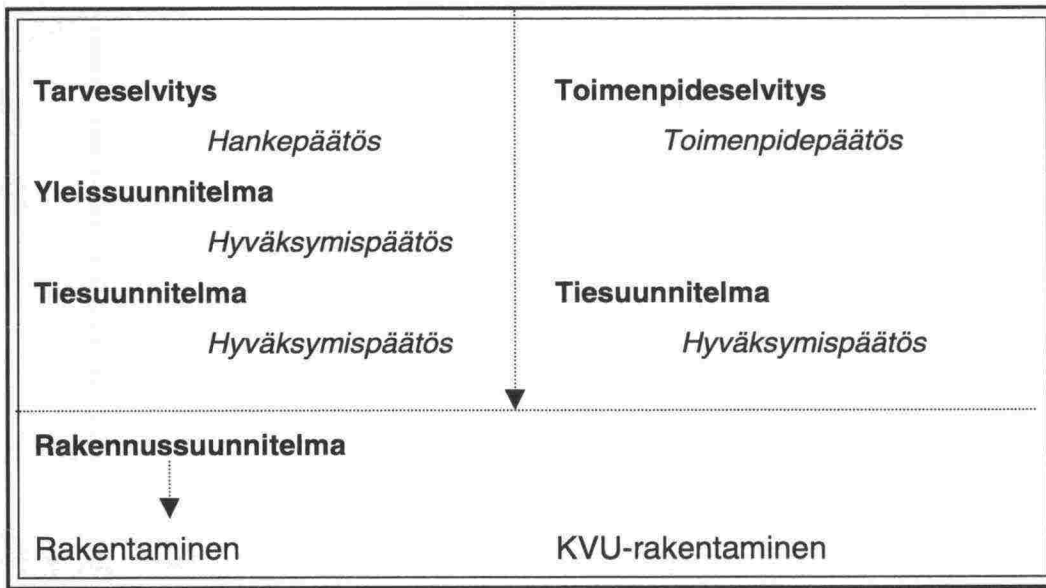 Tarveselvitys
Hankepäätös
Yleissuunnitelma
Hyväksymispäätös
Tiesuunnitelma
Hyväksymispäätös
Toimenpideselvitys
Toimenpidepäätös
Tiesuunnitelma
Hyväksymispäätös
Rakennussuunnitelma
Rakentaminen
KVU-rakentaminen